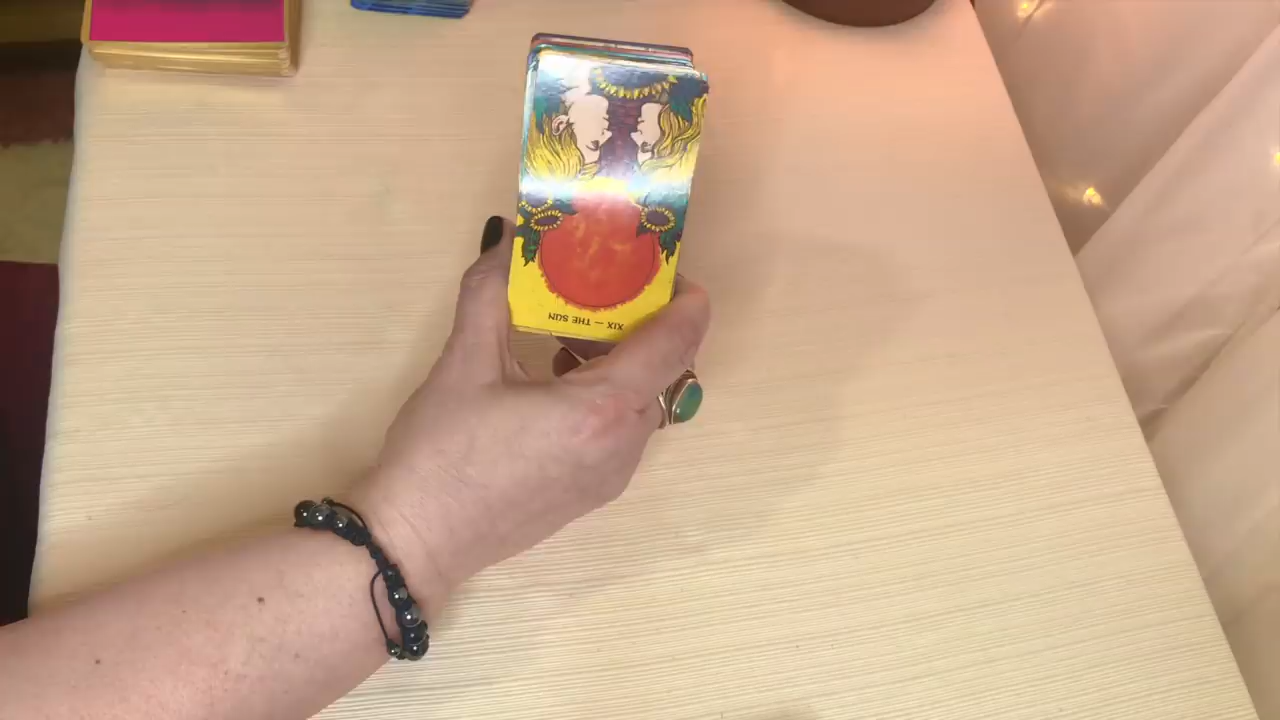 XIX — THE SUN